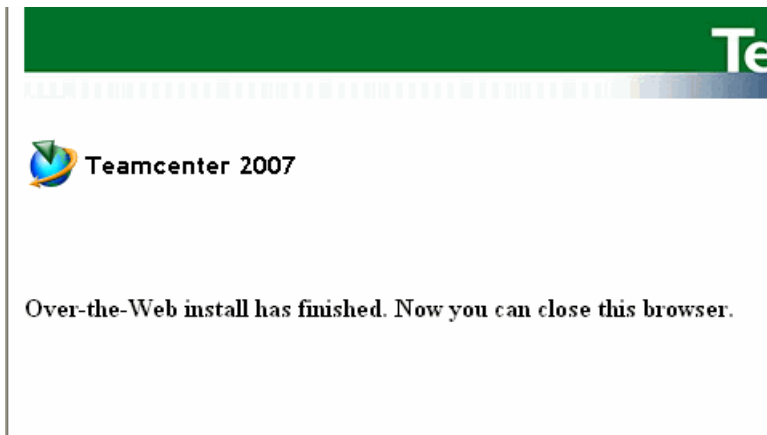 Te
Teamcenter 2007
Over-the-Web install has finished. Now you can close this browser.